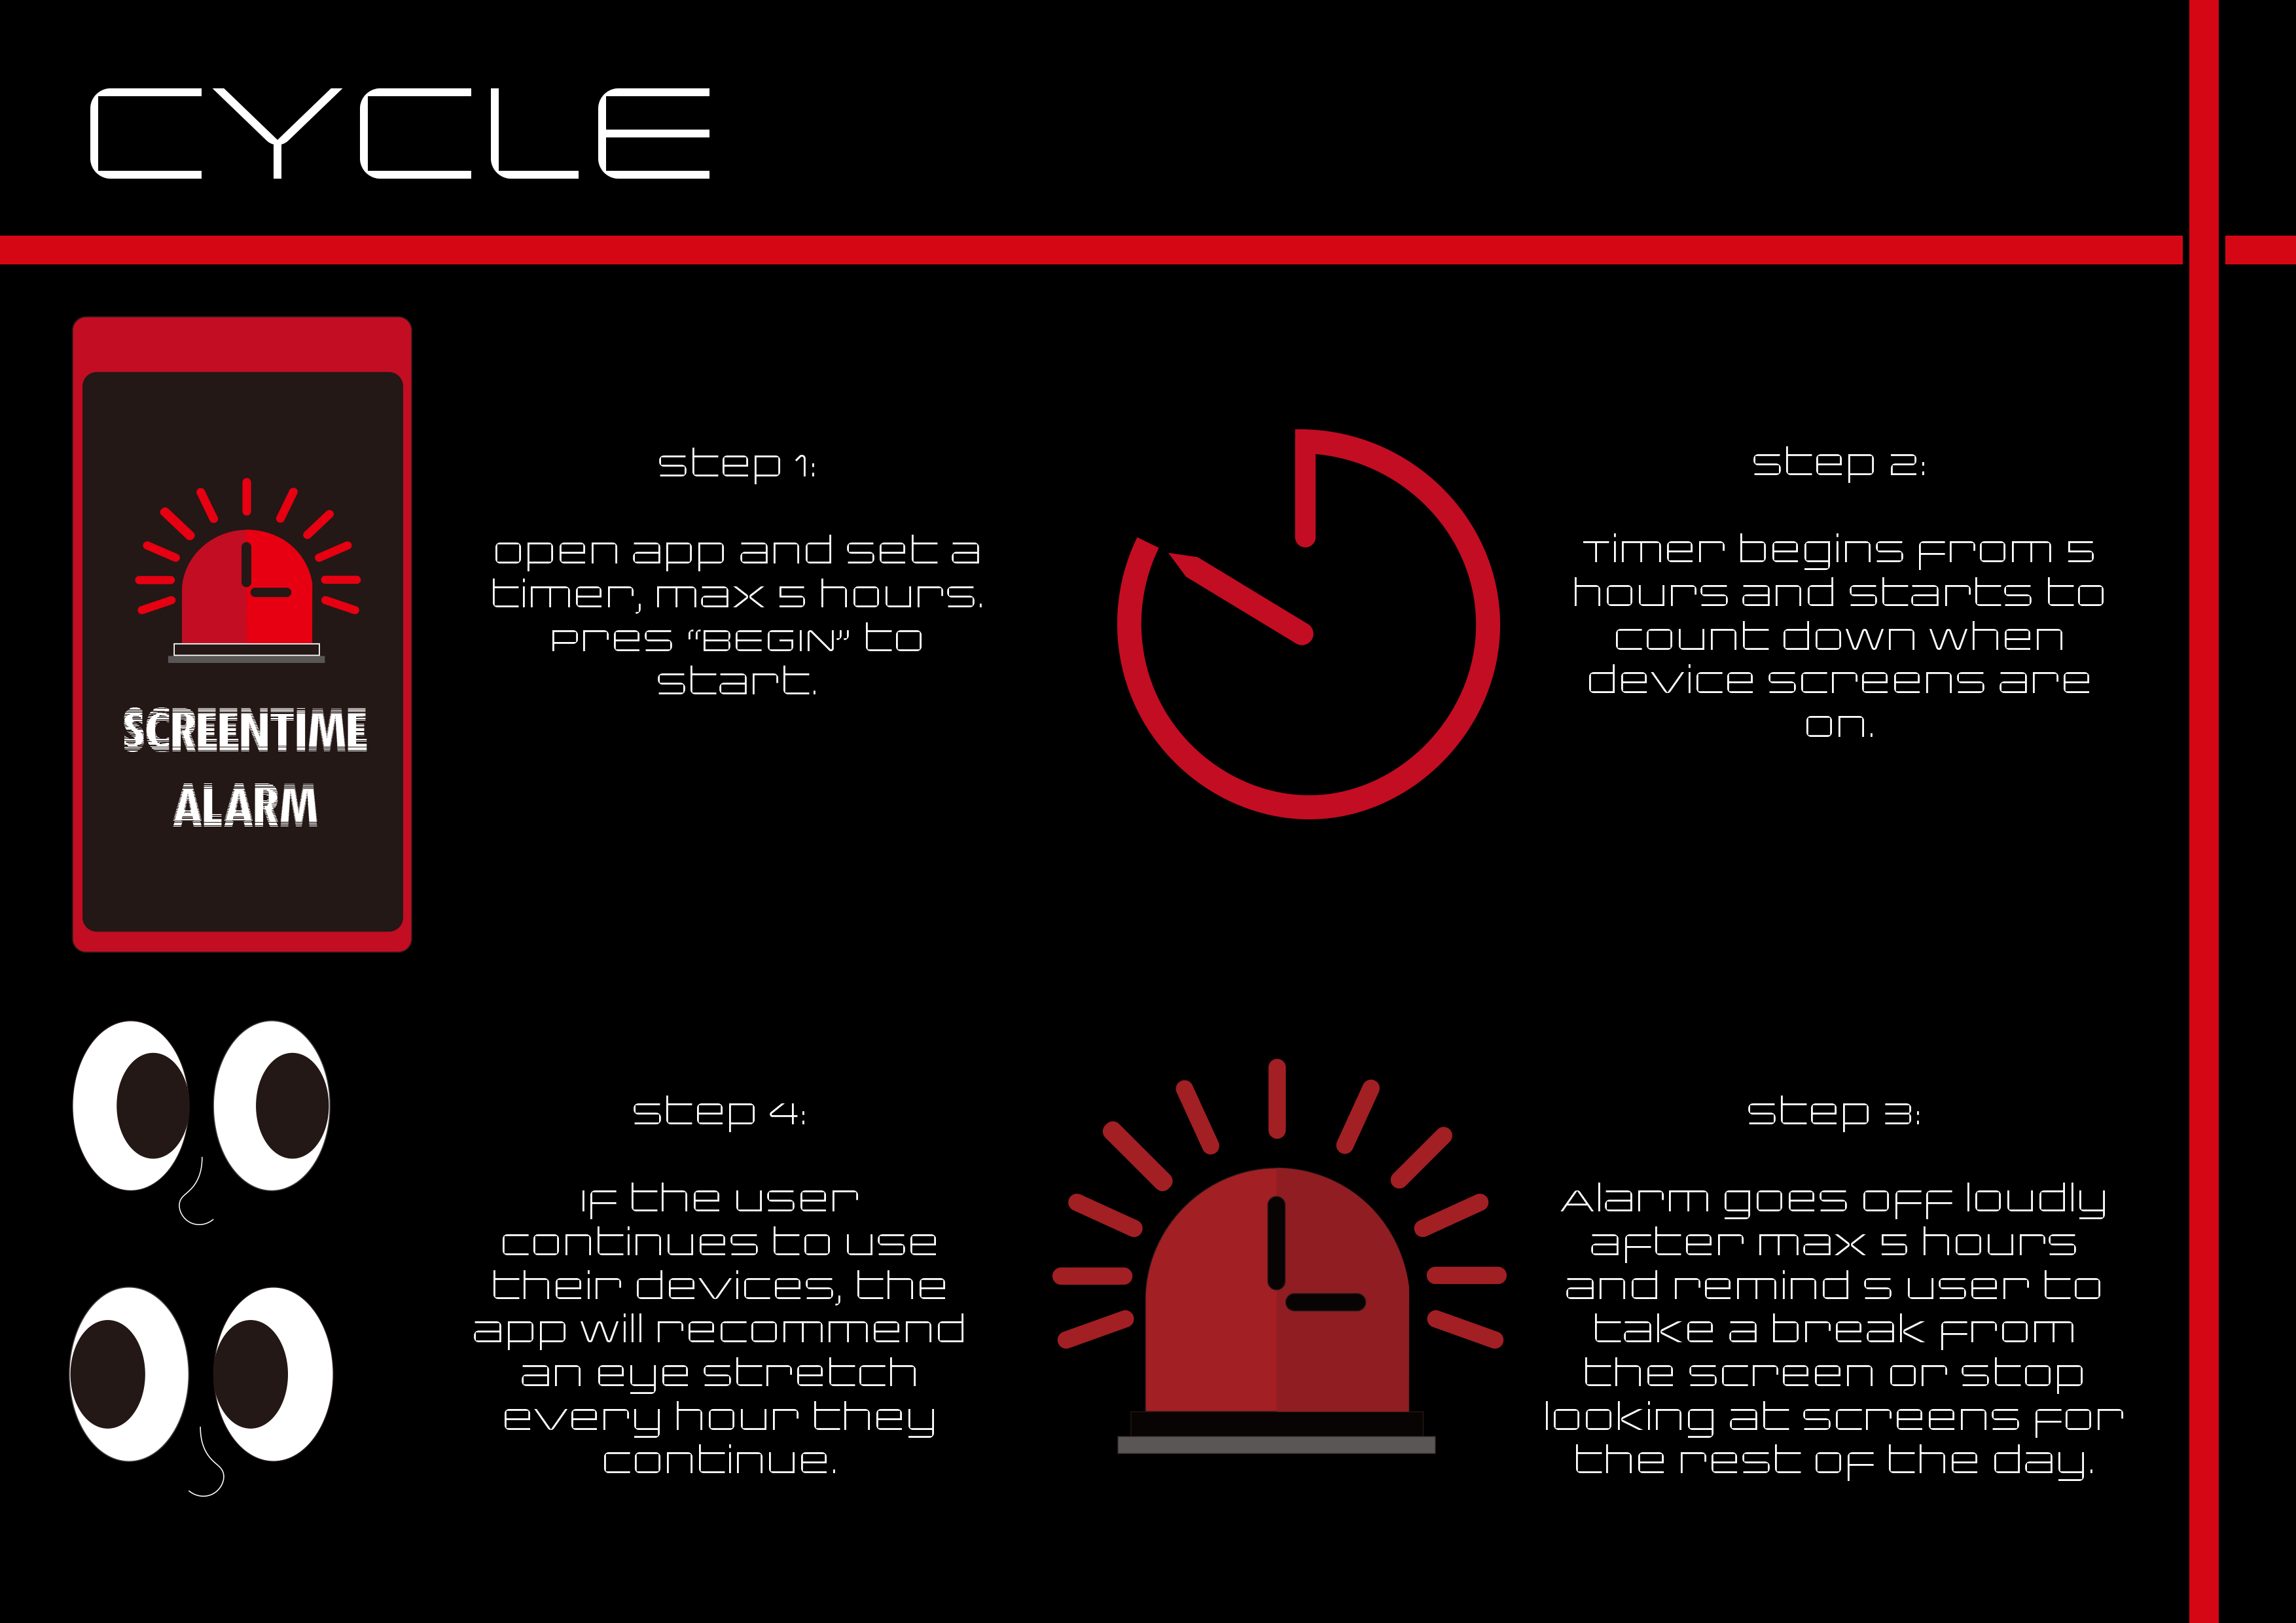 CYCLE
SCREENTIME
ALARM
step 1:
open app and set a
timer, max 5 hours.
Pres “BEGIN” to
start.
step 2:
Timer begins from 5
hours and starts to
count down when
device screens are
on.
step 3:
Alarm goes off loudly
after max 5 hours
and remind s user to
take a break from
the screen or stop
looking at screens for
the rest of the day.
step 4:
If the user
continues to use
their devices, the
app will recommend
an eye stretch
every hour they
continue.